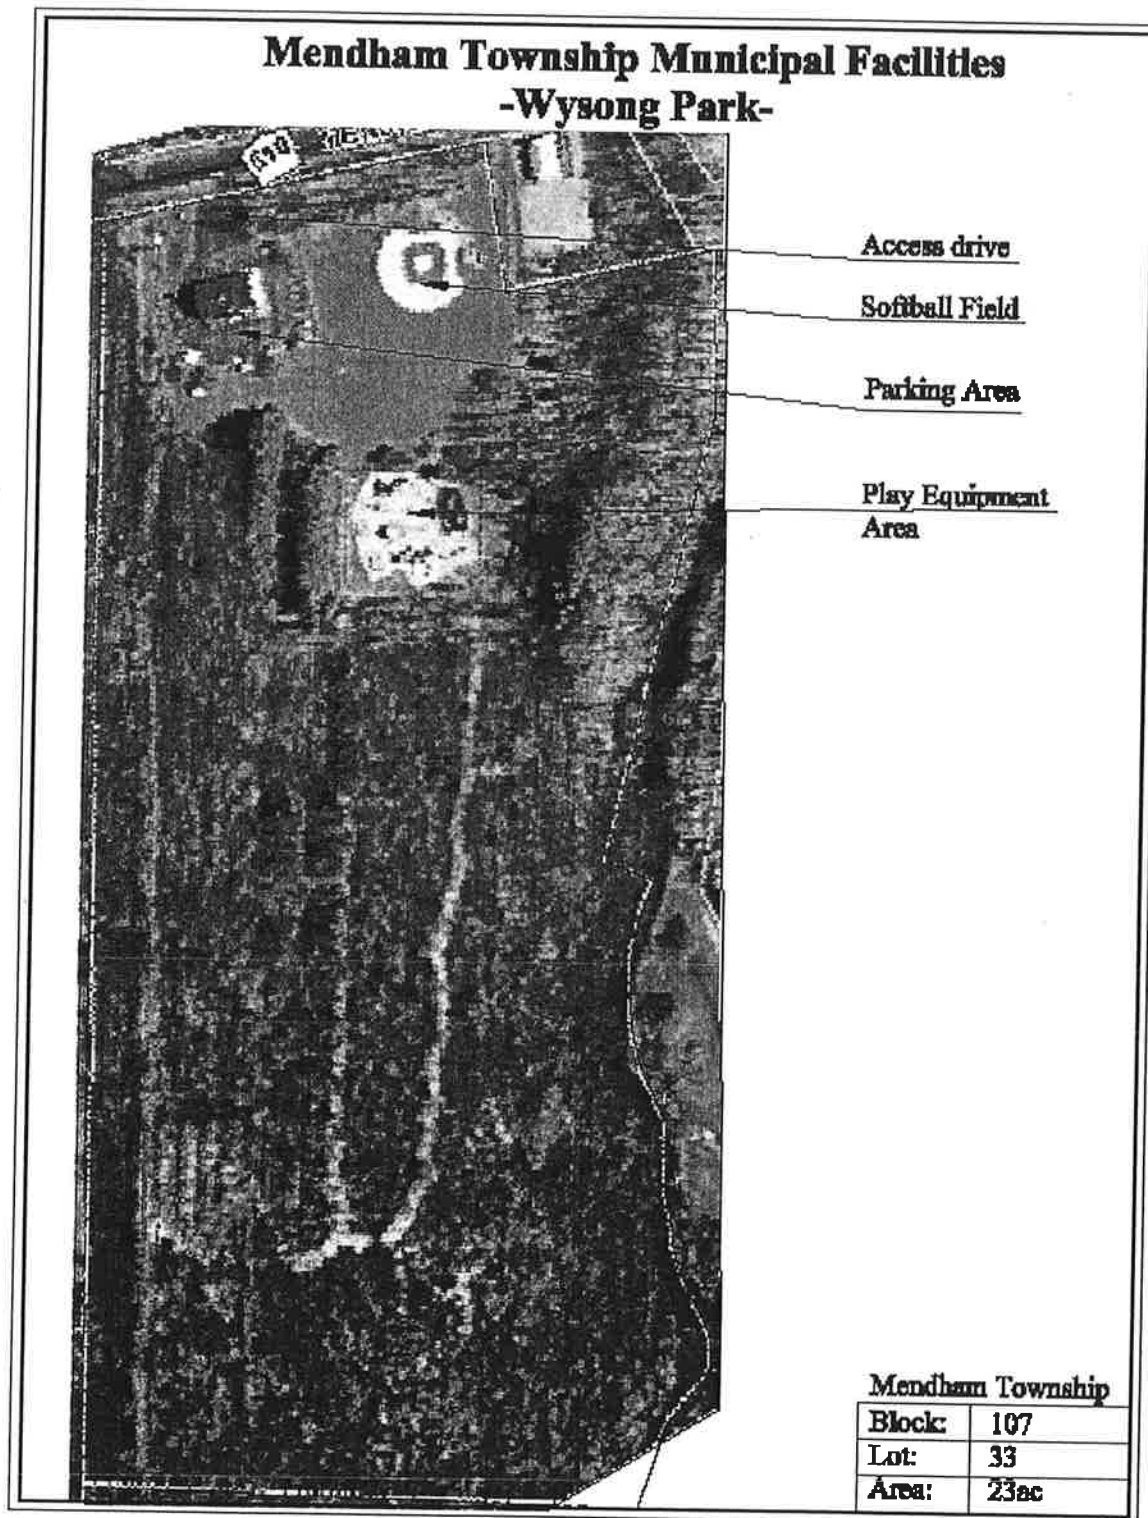 Mendham Township Municipal Facilities
-Wysong Park-
Access drive
Softball Field
Parking Area
Play Equipment
Area
Mendham Township
Block: 107
Lot: 33
Area: 23ac